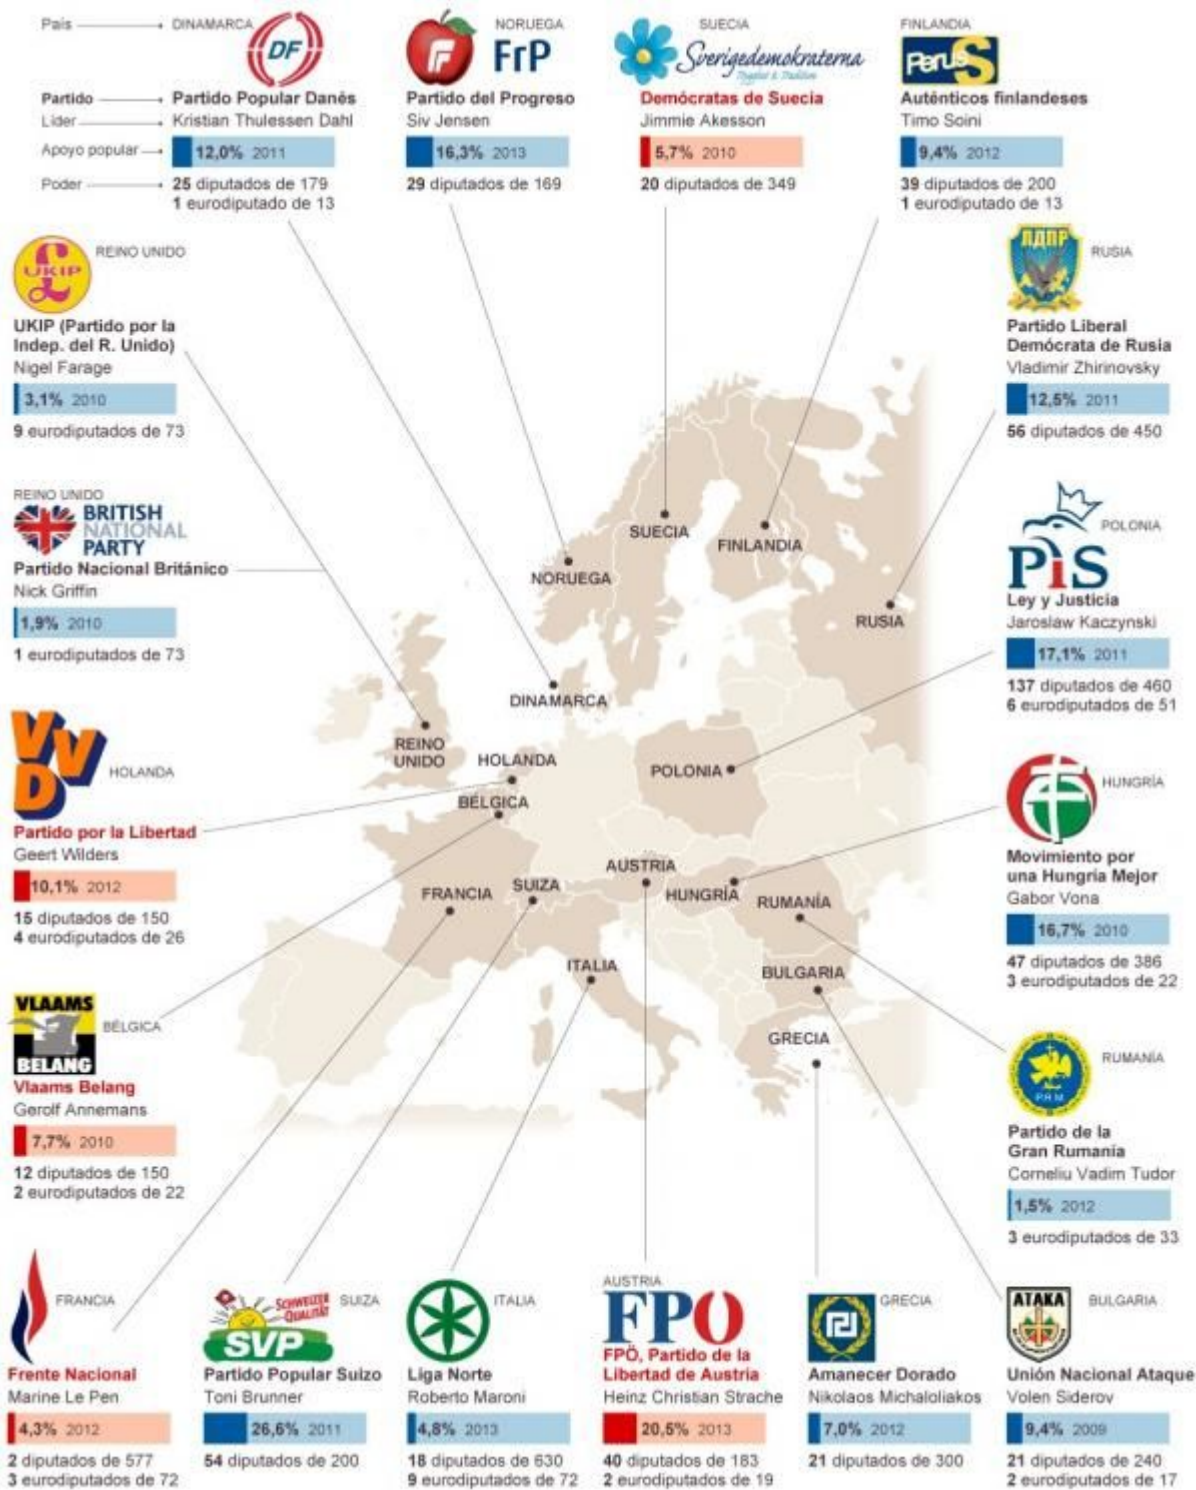 País
DINAMARCA
DF
Partido
Partido Popular Danés
Líder
Kristian Thulessen Dahl
Apoyo popular
12,0% 2011
Poder
25 diputados de 179
1 eurodiputado de 13
NORUEGA
FrP
Partido del Progreso
Siv Jensen
16,3% 2013
29 diputados de 169
SUECIA
Sverigedemokraterna
Demócratas de Suecia
Jimmie Akesson
5,7% 2010
20 diputados de 349
FINLANDIA
PeruS
Auténticos finlandeses
Timo Soini
9,4% 2012
39 diputados de 200
1 eurodiputado de 13
REINO UNIDO
UKIP
UKIP (Partido por la
Indep. del R. Unido)
Nigel Farage
3,1% 2010
9 eurodiputados de 73
ЛДПР
RUSIA
Partido Liberal
Demócrata de Rusia
Vladimir Zhirinovsky
12,5% 2011
56 diputados de 450
REINO UNIDO
BRITISH
NATIONAL
PARTY
Partido Nacional Británico
Nick Griffin
1,9% 2010
1 eurodiputados de 73
POLONIA
PiS
Ley y Justicia
Jaroslaw Kaczynski
17,1% 2011
137 diputados de 460
6 eurodiputados de 51
VVD
HOLANDA
Partido por la Libertad
Geert Wilders
10,1% 2012
15 diputados de 150
4 eurodiputados de 26
HUNGRÍA
Movimiento por
una Hungría Mejor
Gabor Vona
16,7% 2010
47 diputados de 386
3 eurodiputados de 22
VLAAMS
BELANG
BÉLGICA
Vlaams Belang
Gerolf Annemans
7,7% 2010
12 diputados de 150
2 eurodiputados de 22
RUMANÍA
P.R.M.
Partido de la
Gran Rumanía
Corneliu Vadim Tudor
1,5% 2012
3 eurodiputados de 33
SUECIA
FINLANDIA
NORUEGA
RUSIA
DINAMARCA
REINO
UNIDO
HOLANDA
POLONIA
BÉLGICA
AUSTRIA
FRANCIA
SUIZA
HUNGRÍA
RUMANÍA
ITALIA
BULGARIA
GRECIA
FRANCIA
Frente Nacional
Marine Le Pen
4,3% 2012
2 diputados de 577
3 eurodiputados de 72
SCHWEIZER
QUALITÄT
SVP
SUIZA
Partido Popular Suizo
Toni Brunner
26,6% 2011
54 diputados de 200
ITALIA
Liga Norte
Roberto Maroni
4,8% 2013
18 diputados de 630
9 eurodiputados de 72
AUSTRIA
FPÖ
FPÖ, Partido de la
Libertad de Austria
Heinz Christian Strache
20,5% 2013
40 diputados de 183
2 eurodiputados de 19
GRECIA
Amanecer Dorado
Nikolaos Michaloliakos
7,0% 2012
21 diputados de 300
ATAKA
BULGARIA
Unión Nacional Ataque
Volen Siderov
9,4% 2009
21 diputados de 240
2 eurodiputados de 17